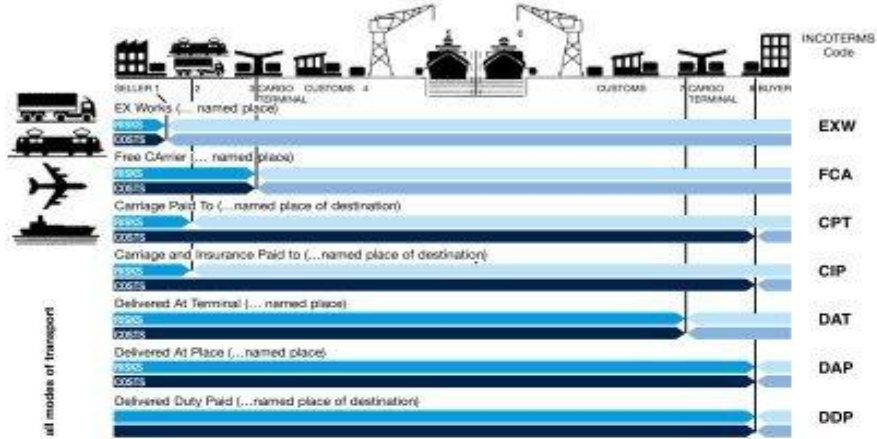 INCOTERMS
Code
SELLER 1 2 3 CARGO TERMINAL CUSTOMS 4 CUSTOMS 7 CARGO TERMINAL 8 BUYER
EX Works (... named place)
RISKS
COSTS
EXW
Free CArrier (... named place)
RISKS
COSTS
FCA
Carriage Paid To (...named place of destination)
RISKS
COSTS
CPT
Carriage and Insurance Paid to (...named place of destination)
RISKS
COSTS
CIP
Delivered At Terminal (... named place)
RISKS
COSTS
DAT
Delivered At Place (...named place)
RISKS
COSTS
DAP
Delivered Duty Paid (...named place of destination)
DDP
all modes of transport